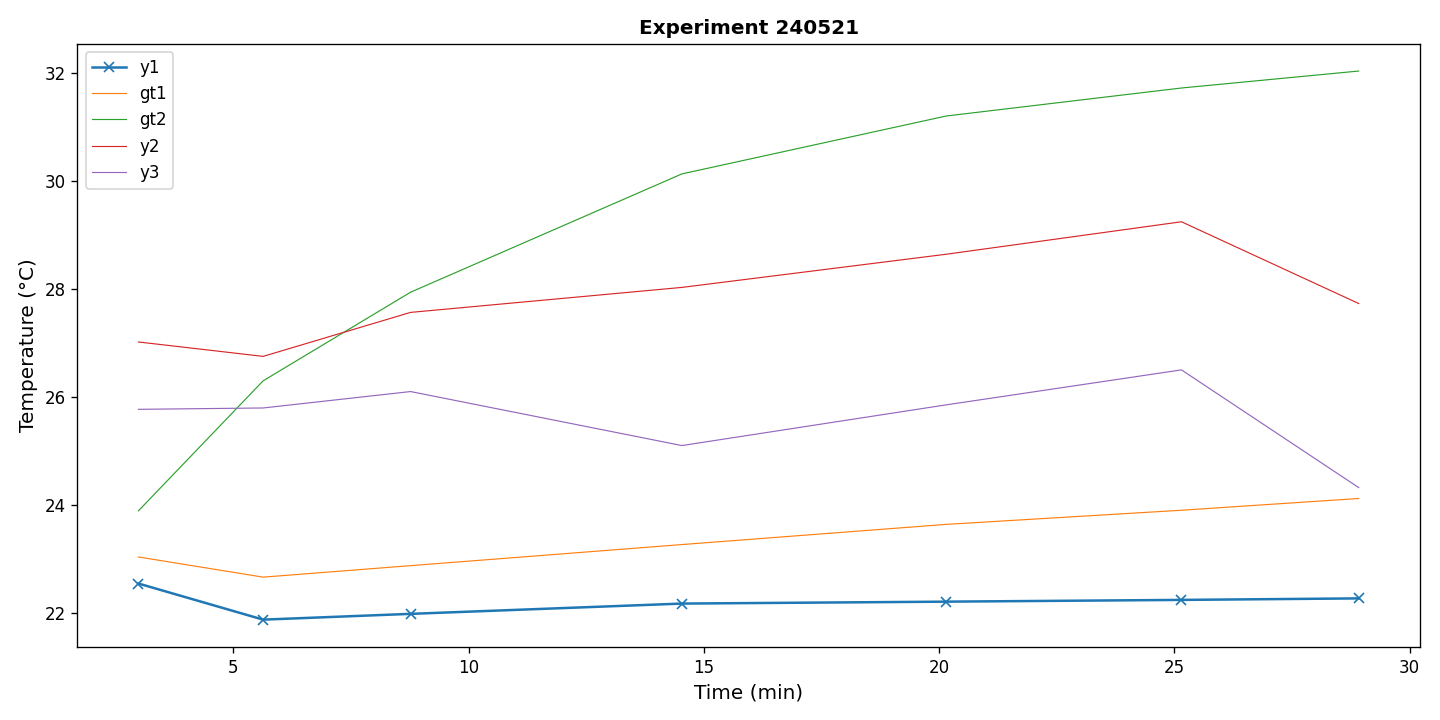 Experiment 240521
y1
gt1
gt2
y2
y3
Temperature (°C)
32
30
28
26
24
22
5 10 15 20 25 30
Time (min)